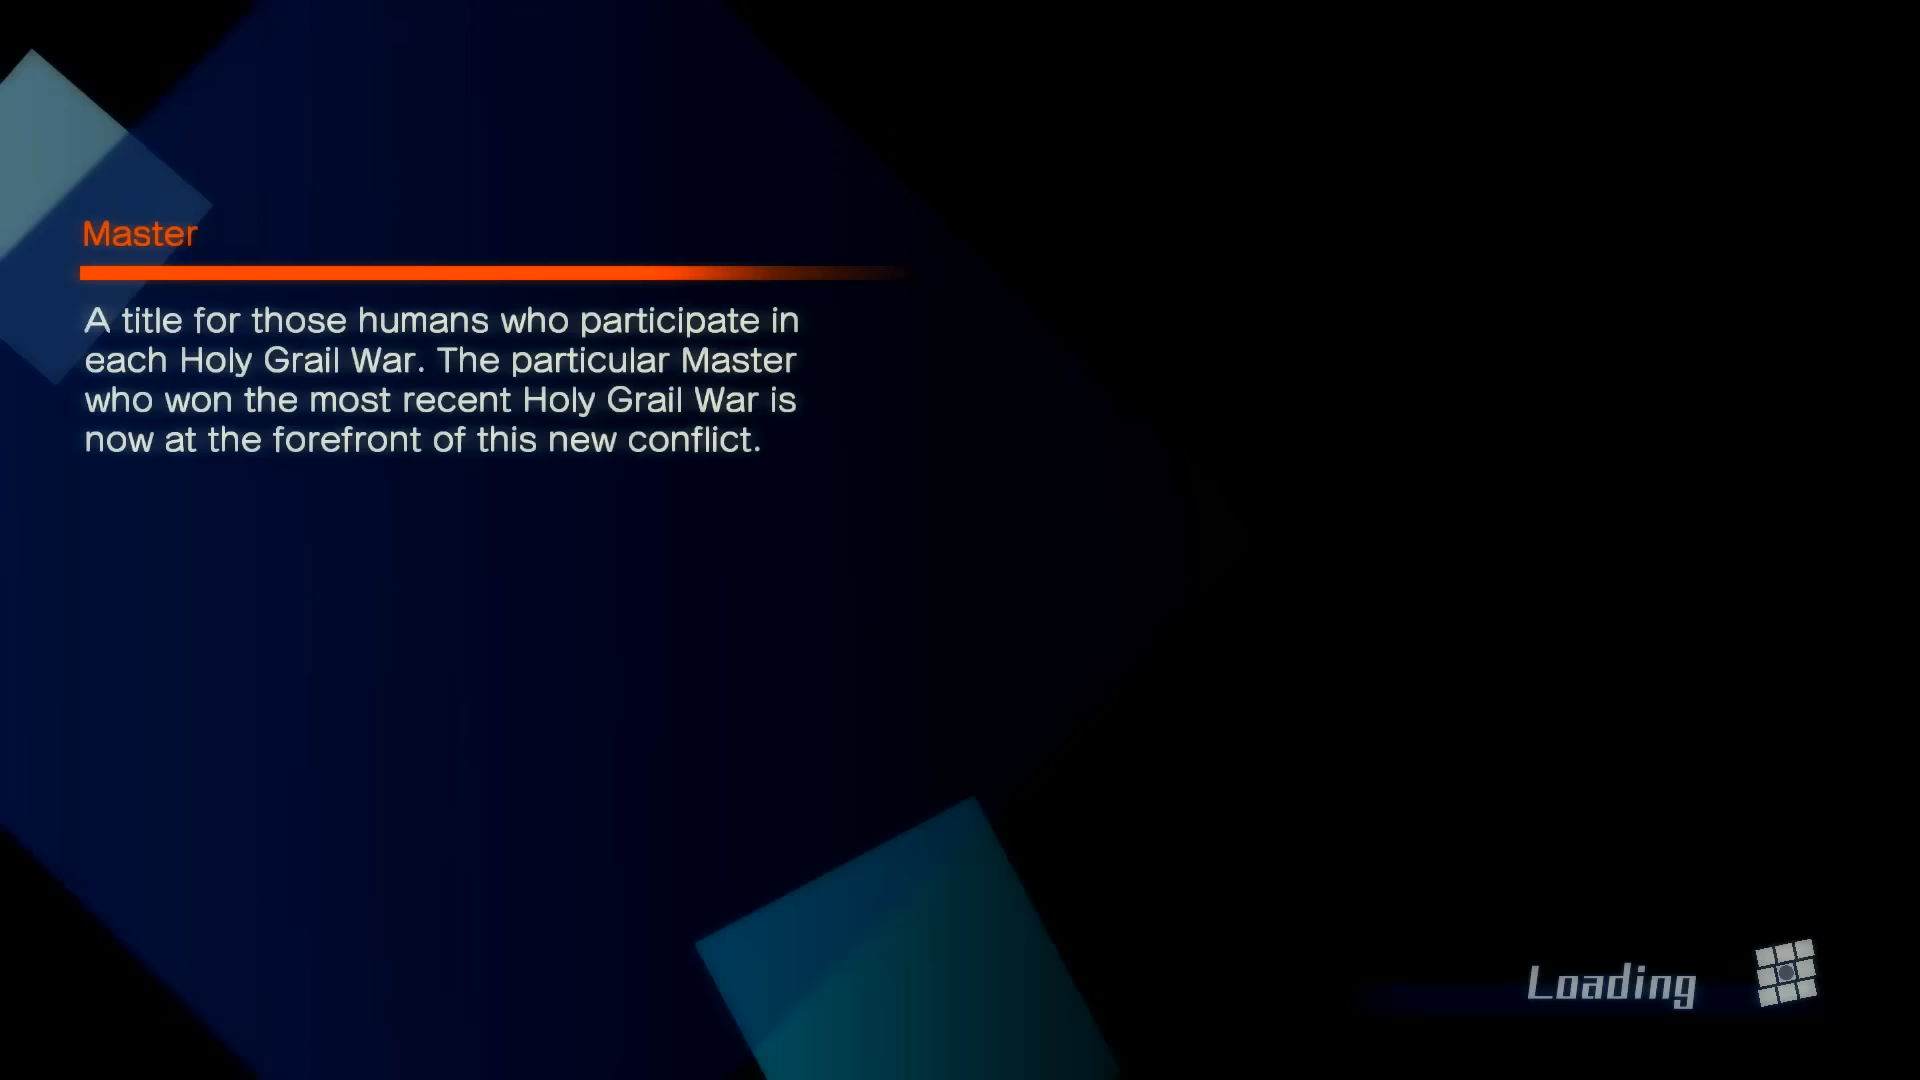 Master
A title for those humans who participate in
each Holy Grail War. The particular Master
who won the most recent Holy Grail War is
now at the forefront of this new conflict.
Loading